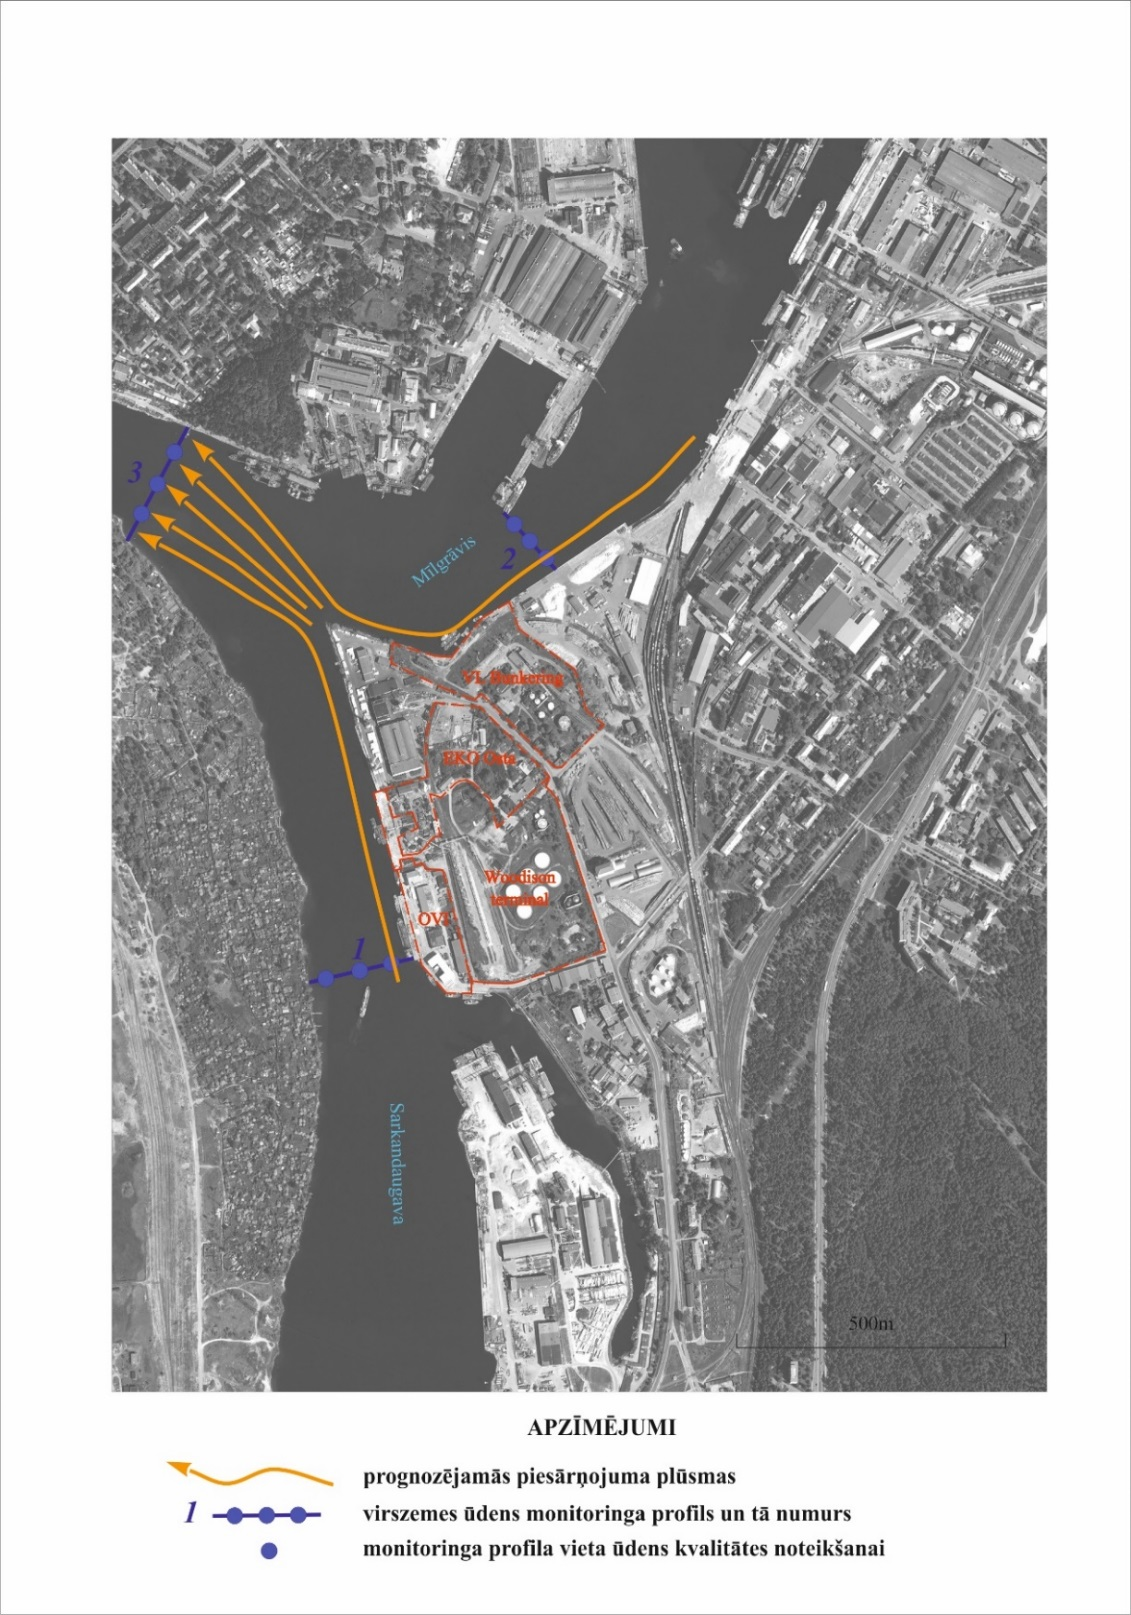 3
Mīlgrāvis
2
VL Bunkering
EKO Osta
Woodison
terminal
OVI
1
Sarkandaugava
500m
APZĪMĒJUMI
prognozējamās piesārņojuma plūsmas
1 virszemes ūdens monitoringa profils un tā numurs
monitoringa profila vieta ūdens kvalitātes noteikšanai